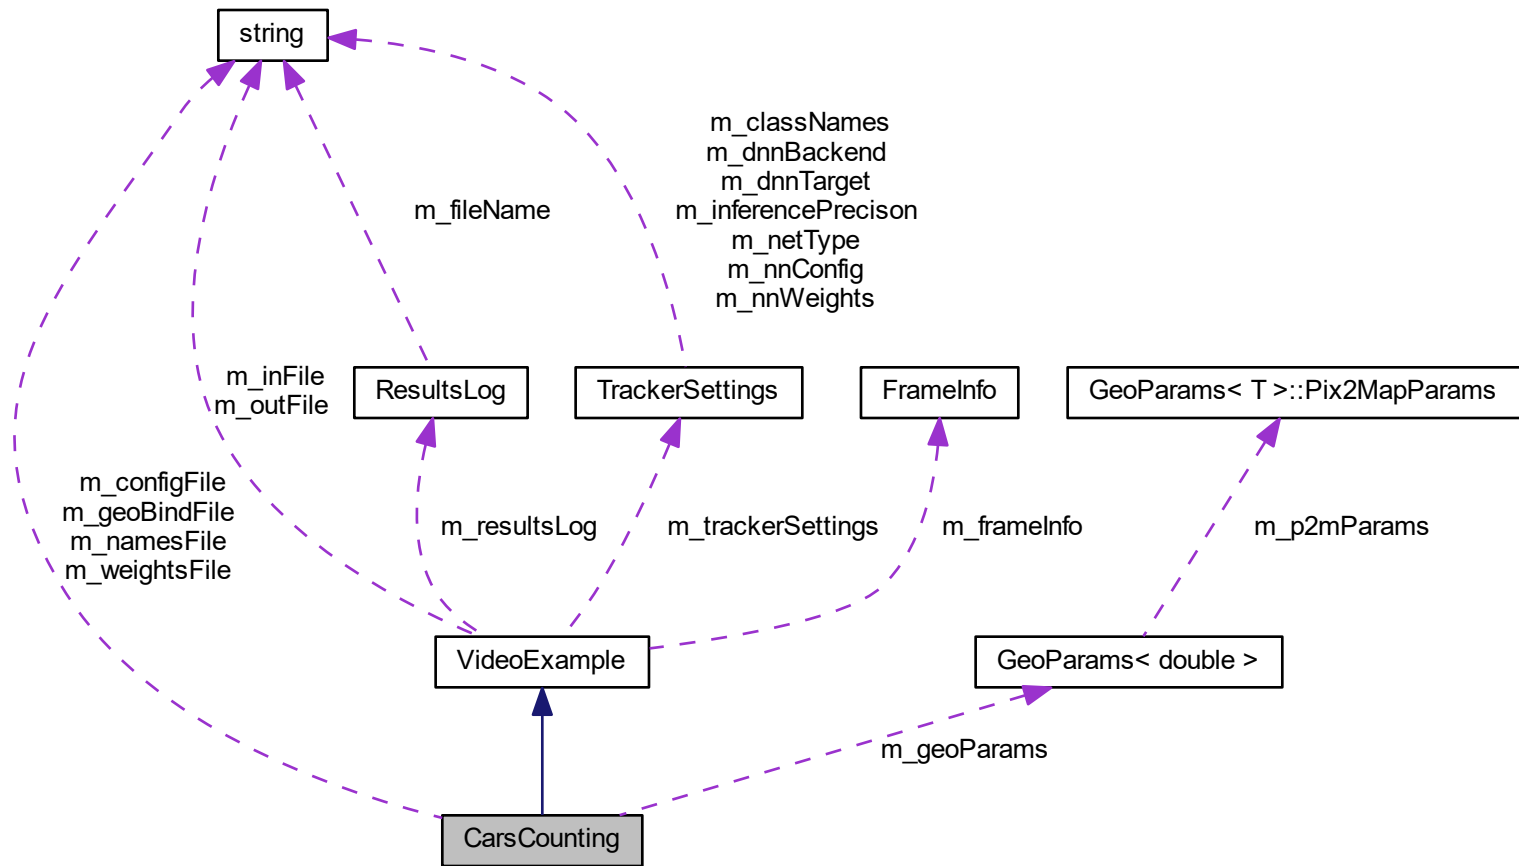 string
m_classNames
m_dnnBackend
m_dnnTarget
m_inferencePrecison
m_netType
m_nnConfig
m_nnWeights
m_fileName
m_inFile
m_outFile
ResultsLog
TrackerSettings
FrameInfo
GeoParams< T >::Pix2MapParams
m_configFile
m_geoBindFile
m_namesFile
m_weightsFile
m_resultsLog
m_trackerSettings
m_frameInfo
m_p2mParams
VideoExample
GeoParams< double >
m_geoParams
CarsCounting